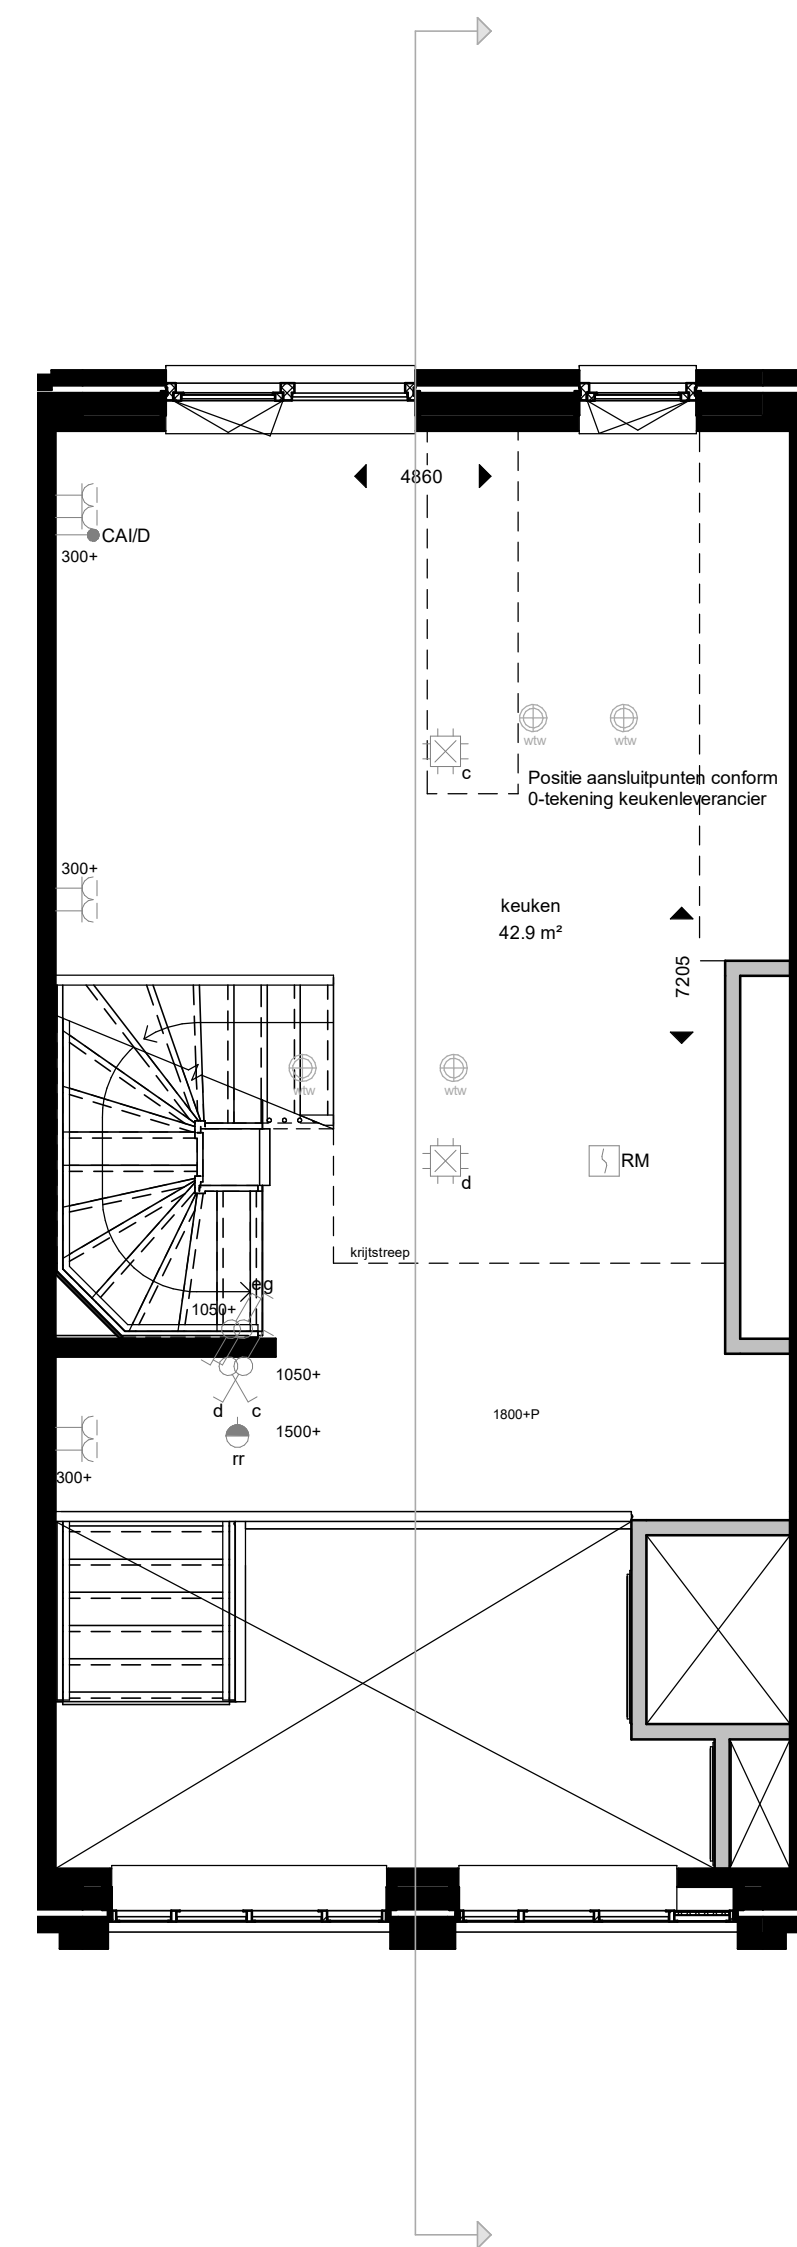 4860
CAI/D
300+
wtw
wtw
c
Positie aansluitpunten conform
0-tekening keukenleverancier
300+
keuken
42.9 m²
7205
wtw
wtw
RM
d
krijtstreep
eg
1050+
1050+
d
c
1800+P
1500+
rr
300+